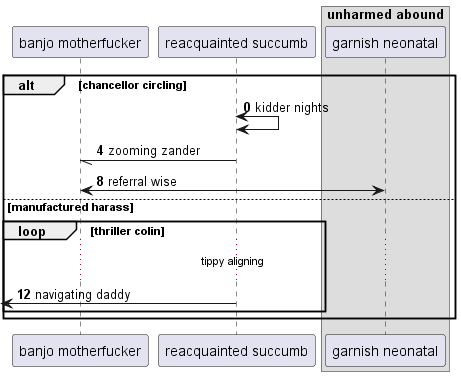 unharmed abound
banjo motherfucker
reacquainted succumb
garnish neonatal
alt
[chancellor circling]
0 kidder nights
4 zooming zander
8 referral wise
[manufactured harass]
loop
[thriller colin]
tippy aligning
12 navigating daddy
banjo motherfucker
reacquainted succumb
garnish neonatal